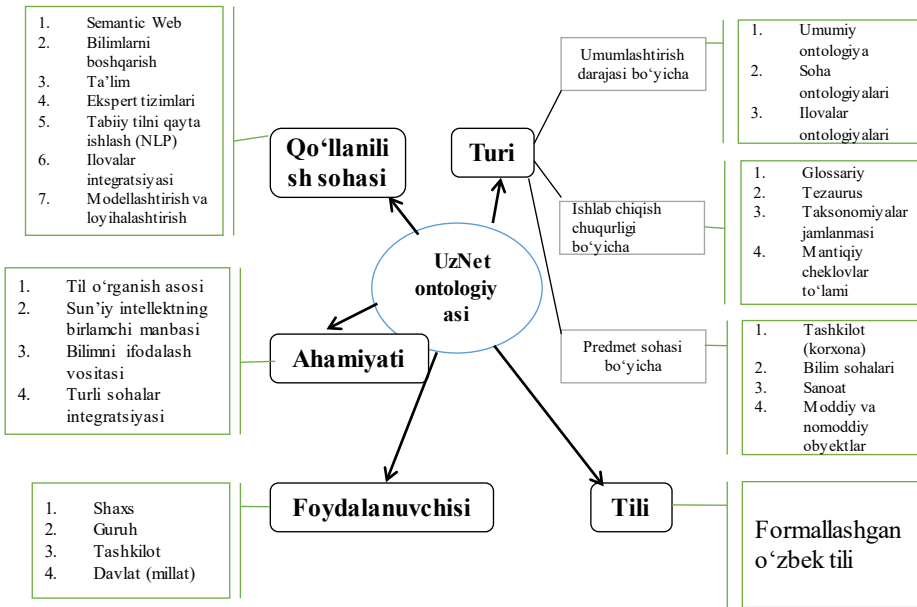 1. Semantic Web
2. Bilimlarni
boshqarish
3. Ta’lim
4. Ekspert tizimlari
5. Tabiiy tilni qayta
ishlash (NLP)
6. Ilovalar
integratsiyasi
7. Modellashtirish va
loyihalashtirish
Qo‘llanili
sh sohasi
Turi
Umumlashtirish
darajasi bo‘yicha
1. Umumiy
ontologiya
2. Soha
ontologiyalari
3. Ilovalar
ontologiyalari
Ishlab chiqish
chuqurligi
bo‘yicha
1. Glossariy
2. Tezaurus
3. Taksonomiyalar
jamlanmasi
4. Mantiqiy
cheklovlar
to‘lami
UzNet
ontologiy
asi
1. Til o‘rganish asosi
2. Sun’iy intellektning
birlamchi manbasi
3. Bilimni ifodalash
vositasi
4. Turli sohalar
integratsiyasi
Ahamiyati
Predmet sohasi
bo‘yicha
1. Tashkilot
(korxona)
2. Bilim sohalari
3. Sanoat
4. Moddiy va
nomoddiy
obyektlar
1. Shaxs
2. Guruh
3. Tashkilot
4. Davlat (millat)
Foydalanuvchisi
Tili
Formallashgan
o‘zbek tili